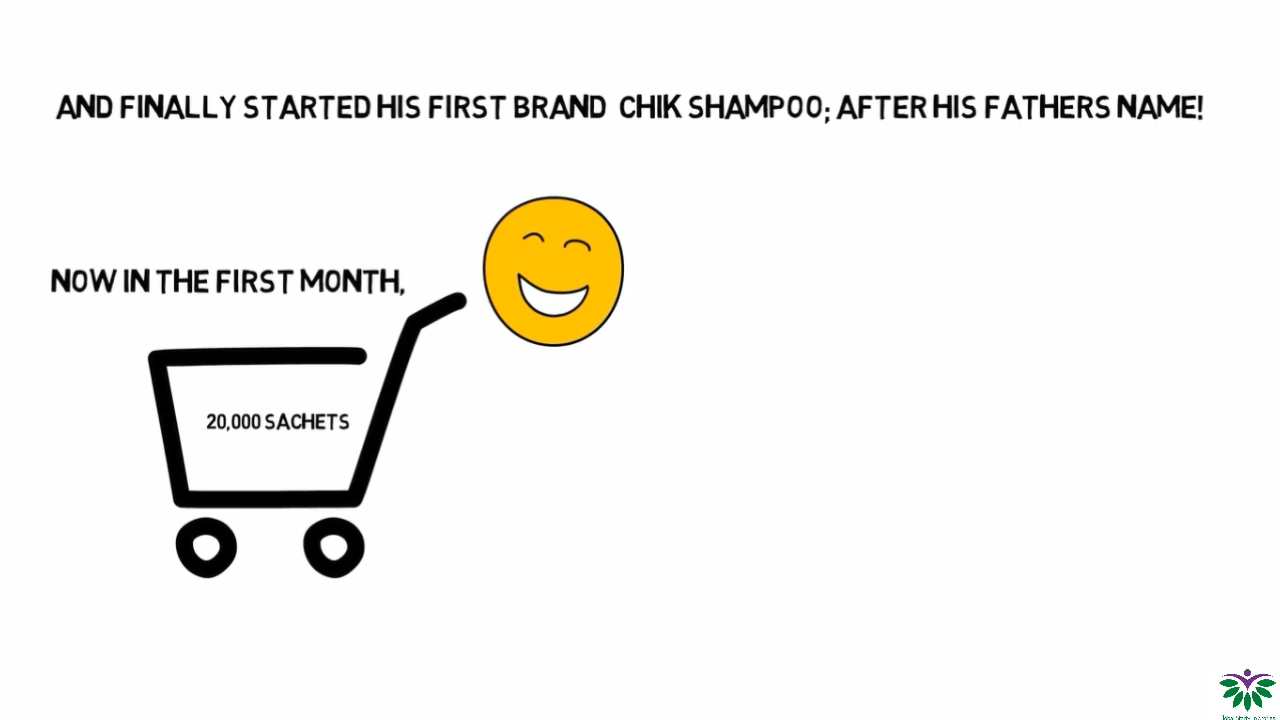 AND FINALLY STARTED HIS FIRST BRAND CHIK SHAMPOO; AFTER HIS FATHERS NAME!
NOW IN THE FIRST MONTH,
20,000 SACHETS